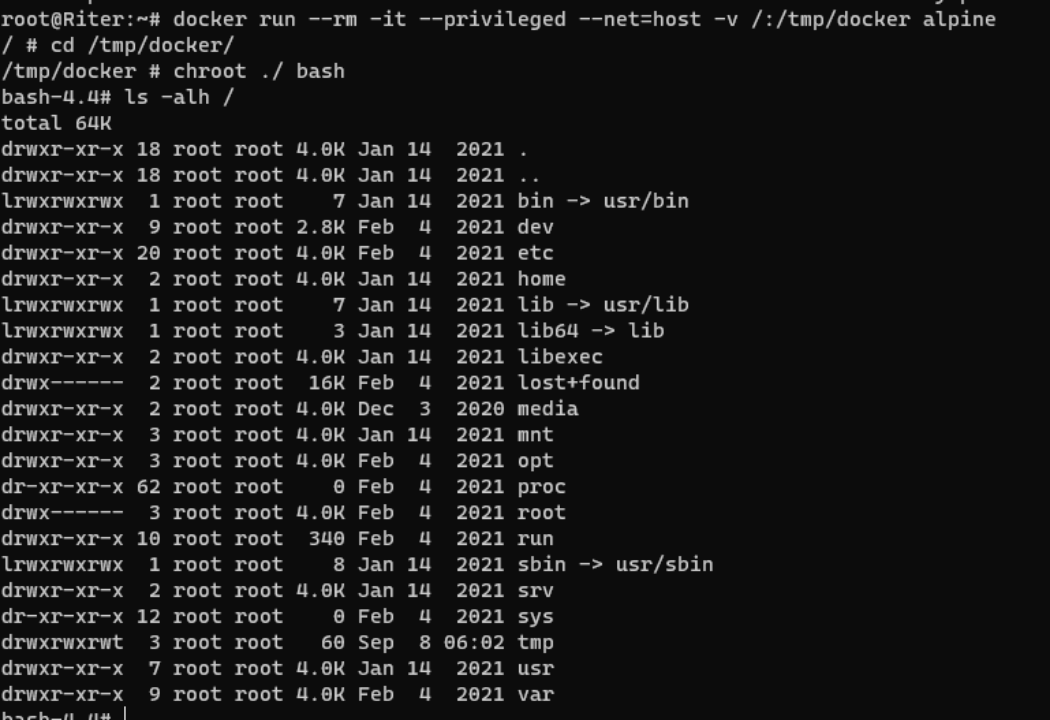 root@Riter:~# docker run --rm -it --privileged --net=host -v /:/tmp/docker alpine
/ # cd /tmp/docker/
/tmp/docker # chroot ./ bash
bash-4.4# ls -alh /
total 64K
drwxr-xr-x 18 root root 4.0K Jan 14  2021 .
drwxr-xr-x 18 root root 4.0K Jan 14  2021 ..
lrwxrwxrwx  1 root root    7 Jan 14  2021 bin -> usr/bin
drwxr-xr-x  9 root root 2.8K Feb  4  2021 dev
drwxr-xr-x 20 root root 4.0K Feb  4  2021 etc
drwxr-xr-x  2 root root 4.0K Jan 14  2021 home
lrwxrwxrwx  1 root root    7 Jan 14  2021 lib -> usr/lib
lrwxrwxrwx  1 root root    3 Jan 14  2021 lib64 -> lib
drwxr-xr-x  2 root root 4.0K Jan 14  2021 libexec
drwx------  2 root root  16K Feb  4  2021 lost+found
drwxr-xr-x  2 root root 4.0K Dec  3  2020 media
drwxr-xr-x  3 root root 4.0K Jan 14  2021 mnt
drwxr-xr-x  3 root root 4.0K Feb  4  2021 opt
dr-xr-xr-x 62 root root    0 Feb  4  2021 proc
drwx------  3 root root 4.0K Feb  4  2021 root
drwxr-xr-x 10 root root  340 Feb  4  2021 run
lrwxrwxrwx  1 root root    8 Jan 14  2021 sbin -> usr/sbin
drwxr-xr-x  2 root root 4.0K Jan 14  2021 srv
dr-xr-xr-x 12 root root    0 Feb  4  2021 sys
drwxrwxrwt  3 root root   60 Sep  8 06:02 tmp
drwxr-xr-x  7 root root 4.0K Jan 14  2021 usr
drwxr-xr-x  9 root root 4.0K Feb  4  2021 var
bash-4.4#